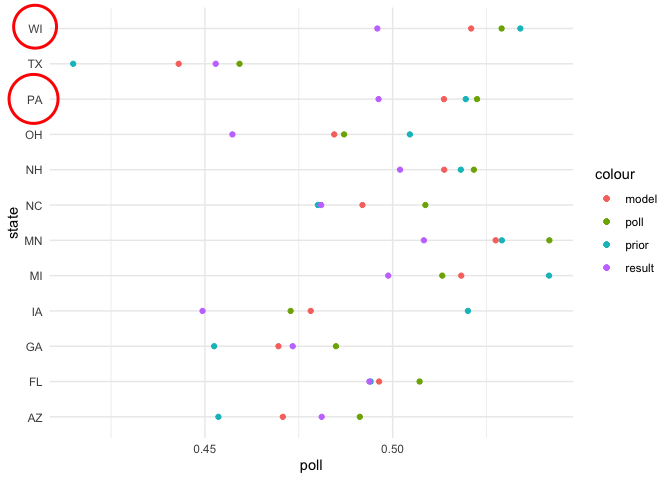 WI
TX
PA
OH
NH
NC
MN
MI
IA
GA
FL
AZ
state
0.45
0.50
poll
colour
model
poll
prior
result